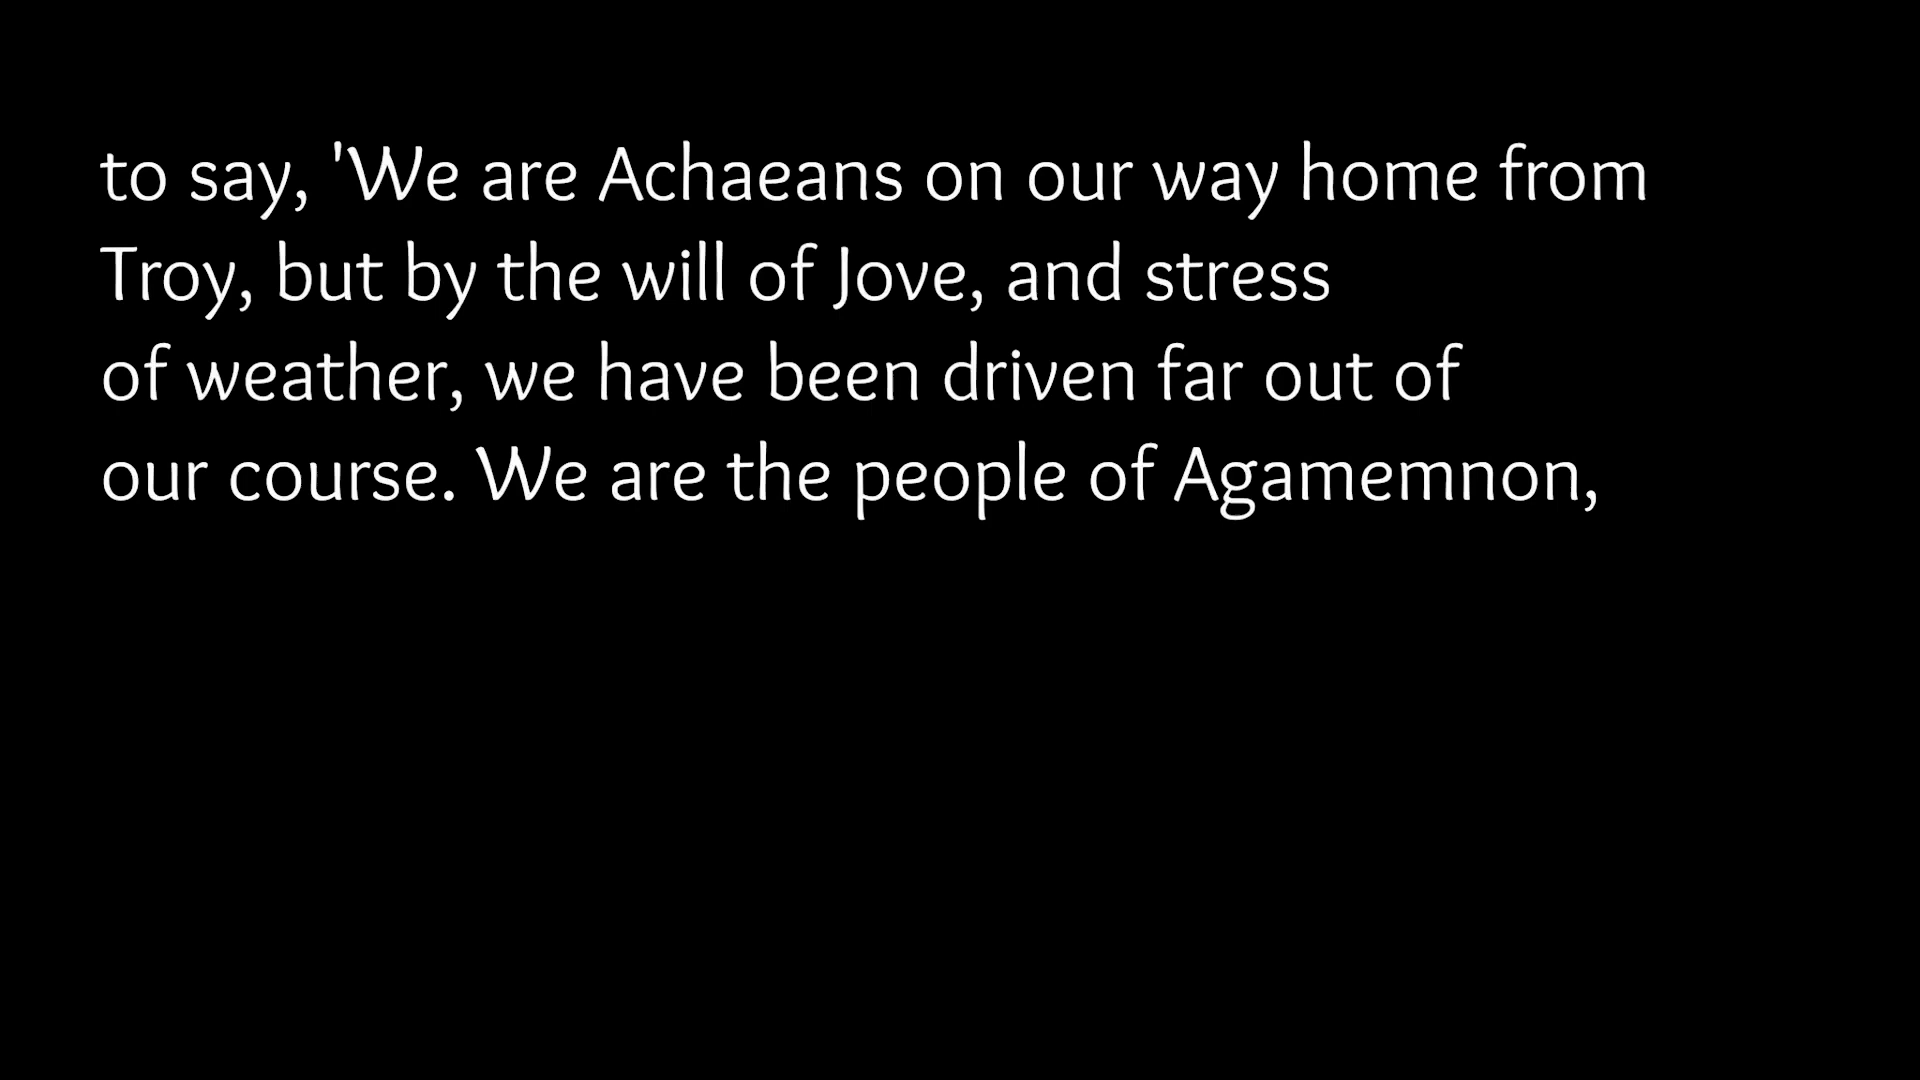 to say, 'We are Achaeans on our way home from
Troy, but by the will of Jove, and stress
of weather, we have been driven far out of
our course. We are the people of Agamemnon,